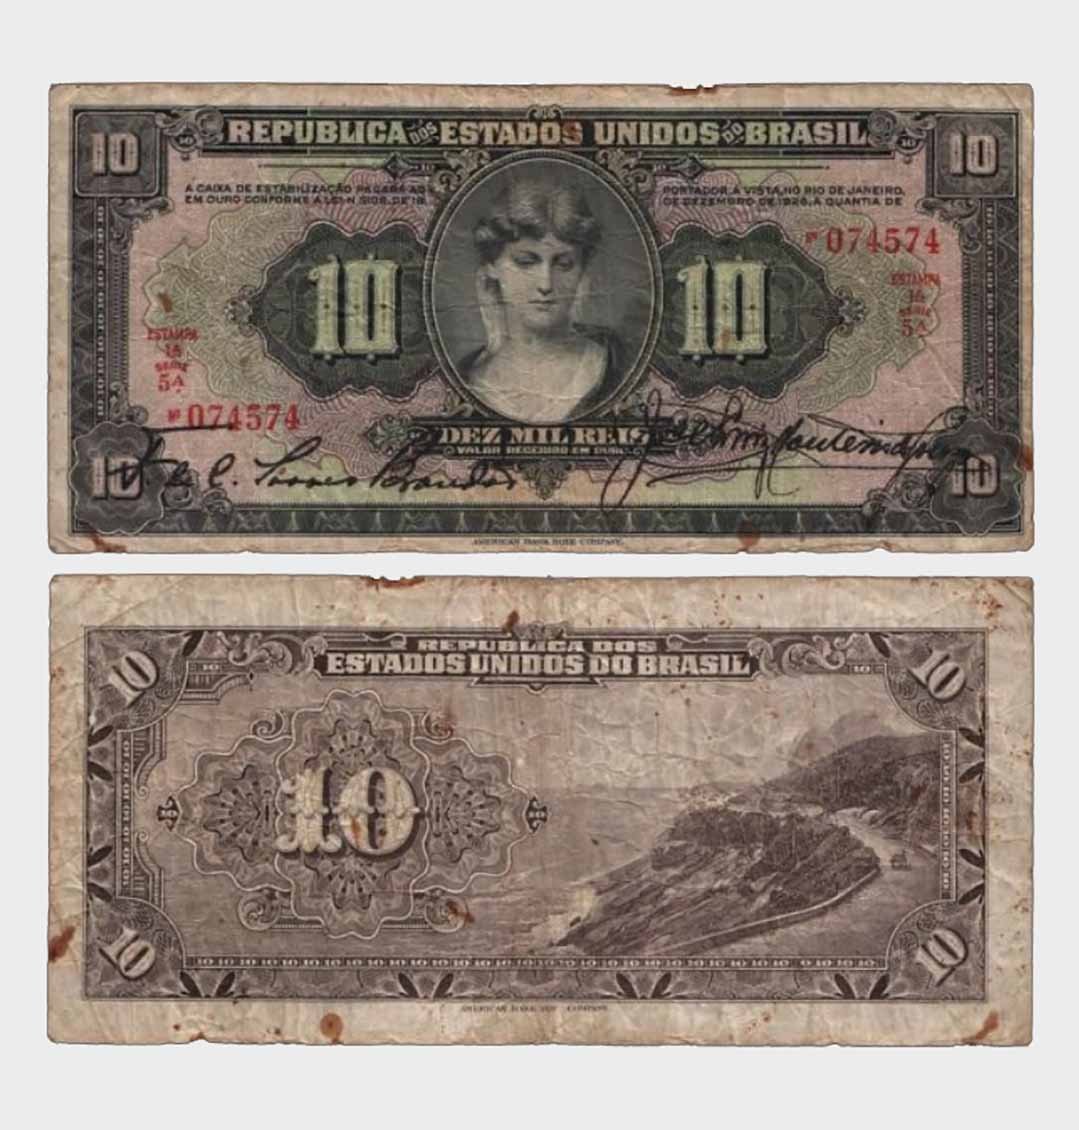 10 REPUBLICA DOS ESTADOS UNIDOS DO BRASIL 10
A CAIXA DE ESTABILIZAÇÃO PAGARÁ AO PORTADOR, Á VISTA, NO RIO DE JANEIRO,
EM OURO CONFORME A LEI N. 5108, DE 18, DE DEZEMBRO DE 1926, A QUANTIA DE
Nº 074574
10 10
ESTAMPA
1A
SERIE
5A
ESTAMPA
1A
SERIE
5A
Nº 074574
DEZ MIL REIS
VALOR RECEBIDO EM OURO
10 10
AMERICAN BANK NOTE COMPANY.
10 REPUBLICA DOS 10
ESTADOS UNIDOS DO BRASIL
10
10 10
AMERICAN BANK NOTE COMPANY